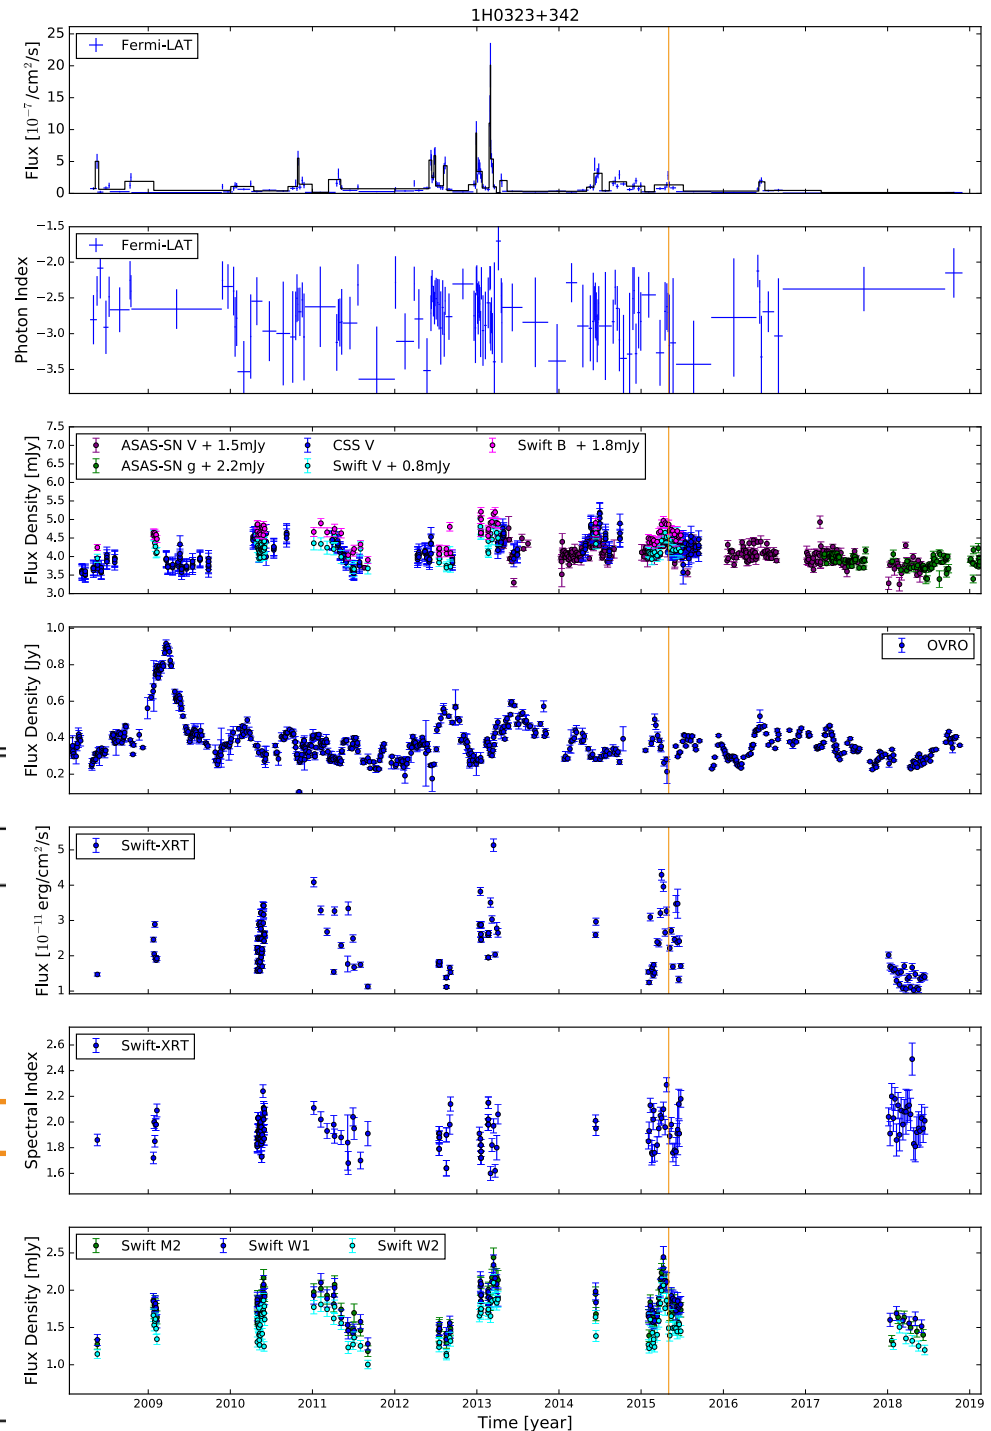 1H0323+342
Flux [10⁻⁷/cm²/s]
25
20
15
10
5
0
Fermi-LAT
Photon Index
−1.5
−2.0
−2.5
−3.0
−3.5
Fermi-LAT
Flux Density [mJy]
7.5
7.0
6.5
6.0
5.5
5.0
4.5
4.0
3.5
3.0
ASAS-SN V + 1.5mJy CSS V Swift B + 1.8mJy
ASAS-SN g + 2.2mJy Swift V + 0.8mJy
Flux Density [Jy]
1.0
0.8
0.6
0.4
0.2
OVRO
Flux [10⁻¹¹ erg/cm²/s]
5
4
3
2
1
Swift-XRT
Spectral Index
2.6
2.4
2.2
2.0
1.8
1.6
Swift-XRT
Flux Density [mJy]
2.5
2.0
1.5
1.0
Swift M2 Swift W1 Swift W2
2009 2010 2011 2012 2013 2014 2015 2016 2017 2018 2019
Time [year]